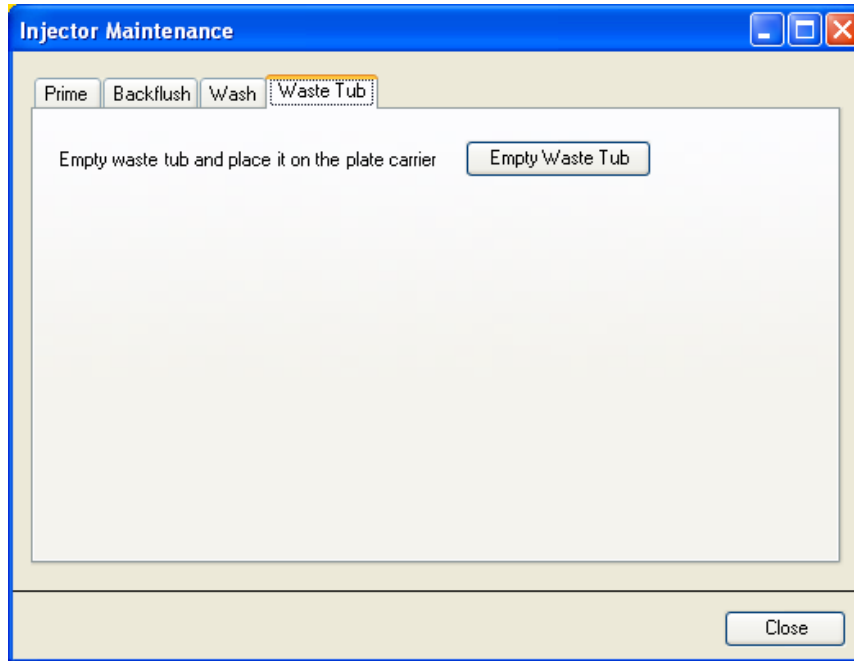 Injector Maintenance
Prime Backflush Wash Waste Tub
Empty waste tub and place it on the plate carrier Empty Waste Tub
Close